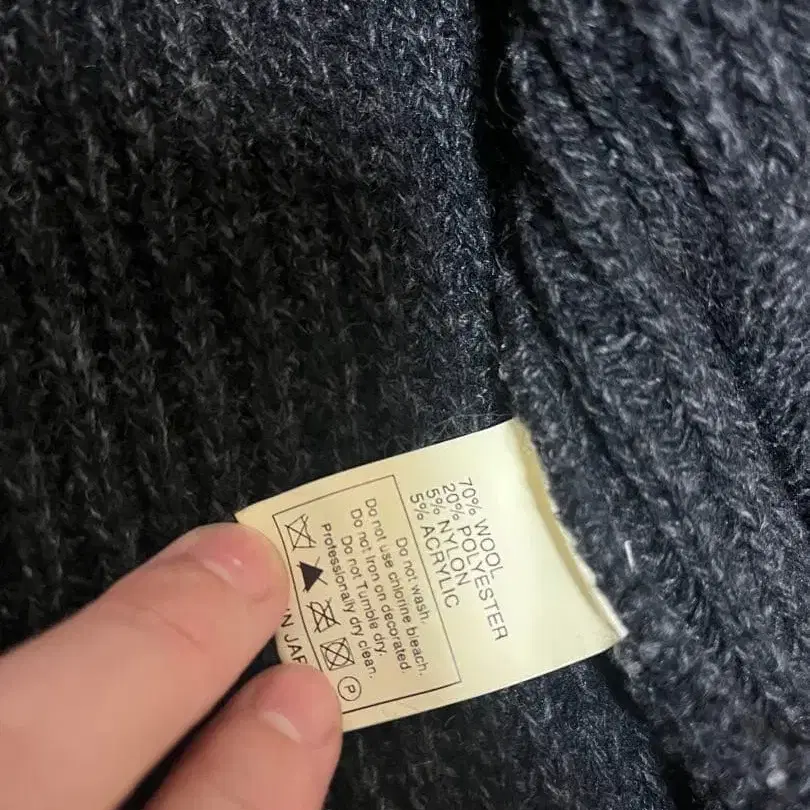 70% WOOL
20% POLYESTER
5% NYLON
5% ACRYLIC
Do not wash.
Do not use chlorine bleach.
Do not Iron on decorated.
Do not Tumble dry.
Professionally dry clean.
P